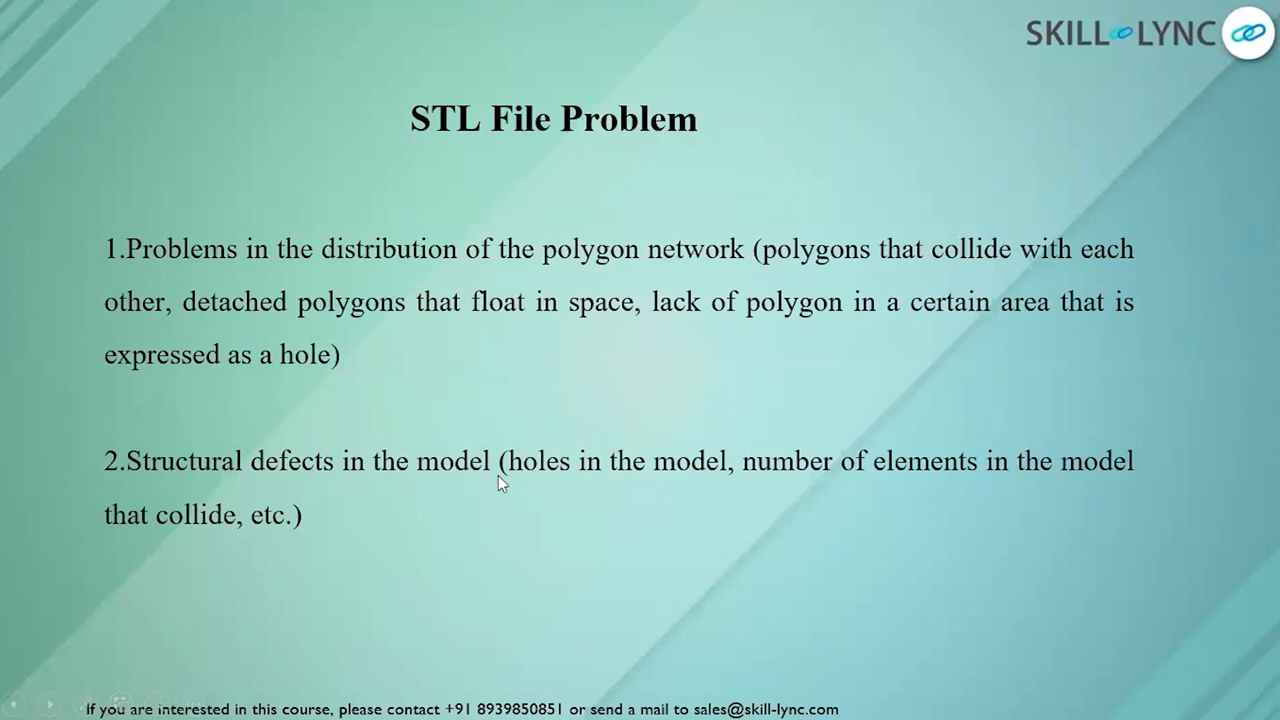 SKILL LYNC
STL File Problem
1.Problems in the distribution of the polygon network (polygons that collide with each
other, detached polygons that float in space, lack of polygon in a certain area that is
expressed as a hole)
2.Structural defects in the model (holes in the model, number of elements in the model
that collide, etc.)
If you are interested in this course, please contact +91 8939850851 or send a mail to sales@skill-lync.com